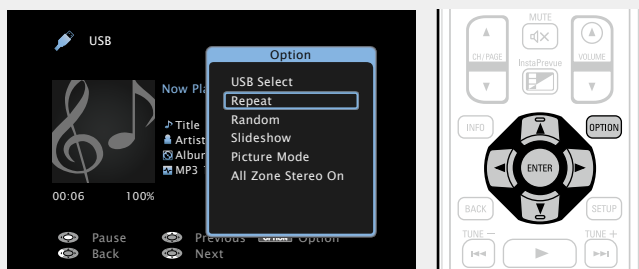 USB
Option
USB Select
Repeat
Random
Slideshow
Picture Mode
All Zone Stereo On
Now Pla
Title
Artist
Album
MP3
00:06 100%
Pause Previous OPTION Option
Back Next
MUTE
CH/PAGE
InstaPrevue
VOLUME
INFO
OPTION
ENTER
BACK
SETUP
TUNE −
TUNE +